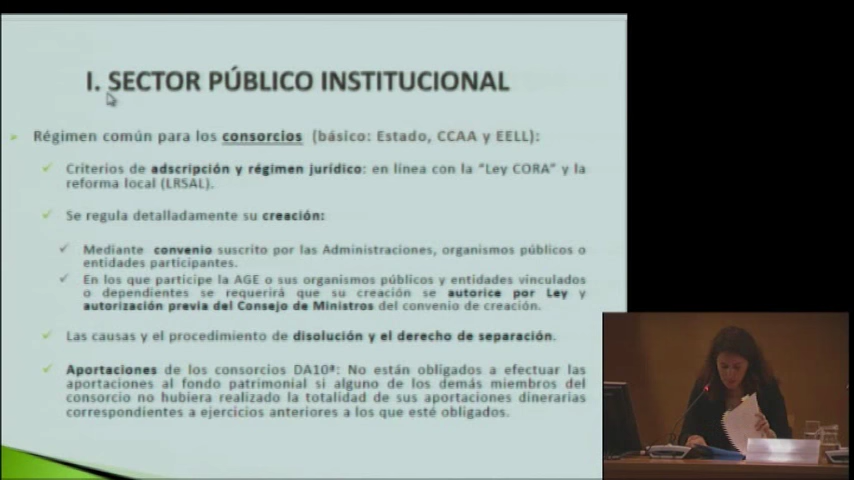 I. SECTOR PÚBLICO INSTITUCIONAL
Régimen común para los consorcios (básico: Estado, CCAA y EELL):
Criterios de adscripción y régimen jurídico: en línea con la "Ley CORA" y la
reforma local (LRSAL).
Se regula detalladamente su creación:
Mediante convenio suscrito por las Administraciones, organismos públicos o
entidades participantes.
En los que participe la AGE o sus organismos públicos y entidades vinculados
o dependientes se requerirá que su creación se autorice por Ley y
autorización previa del Consejo de Ministros del convenio de creación.
Las causas y el procedimiento de disolución y el derecho de separación.
Aportaciones de los consorcios DA10ª: No están obligados a efectuar las
aportaciones al fondo patrimonial si alguno de los demás miembros del
consorcio no hubiera realizado la totalidad de sus aportaciones dinerarias
correspondientes a ejercicios anteriores a los que esté obligados.